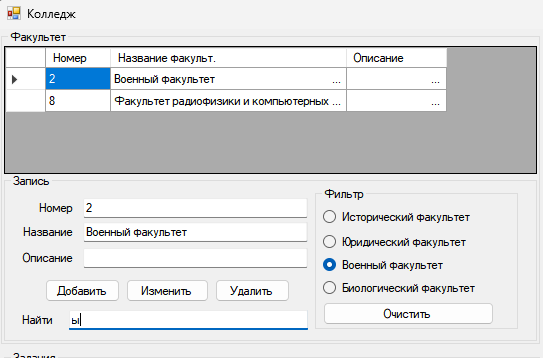 Колледж
Факультет
Номер Название факульт. Описание
2 Военный факультет ... ...
8 Факультет радиофизики и компьютерных ... ...
Запись
Номер 2
Название Военный факультет
Описание
Добавить Изменить Удалить
Найти ы
Фильтр
Исторический факультет
Юридический факультет
Военный факультет
Биологический факультет
Очистить
Задания